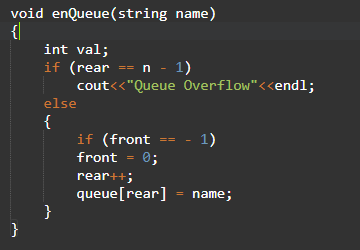 void enQueue(string name)
{
    int val;
    if (rear == n - 1)
        cout<<"Queue Overflow"<<endl;
    else
    {
        if (front == - 1)
        front = 0;
        rear++;
        queue[rear] = name;
    }
}